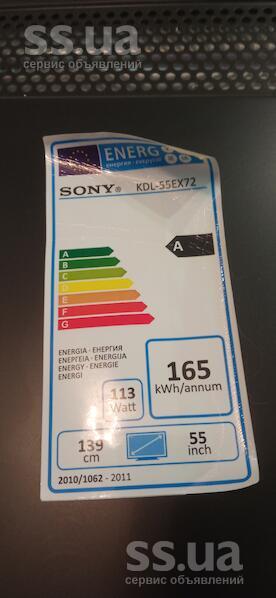 ss.ua
сервис объявлений
ENERG
енергия · ενεργεια
SONY® KDL-55EX72
A
A
B
C
D
E
F
G
ENERGIA · ЕНЕРГИЯ
ΕΝΕΡΓΕΙΑ · ENERGIJA
ENERGY · ENERGIE
ENERGI
165
kWh/annum
113
Watt
139
cm
55
inch
2010/1062 - 2011
ss.ua
сервис объявлений